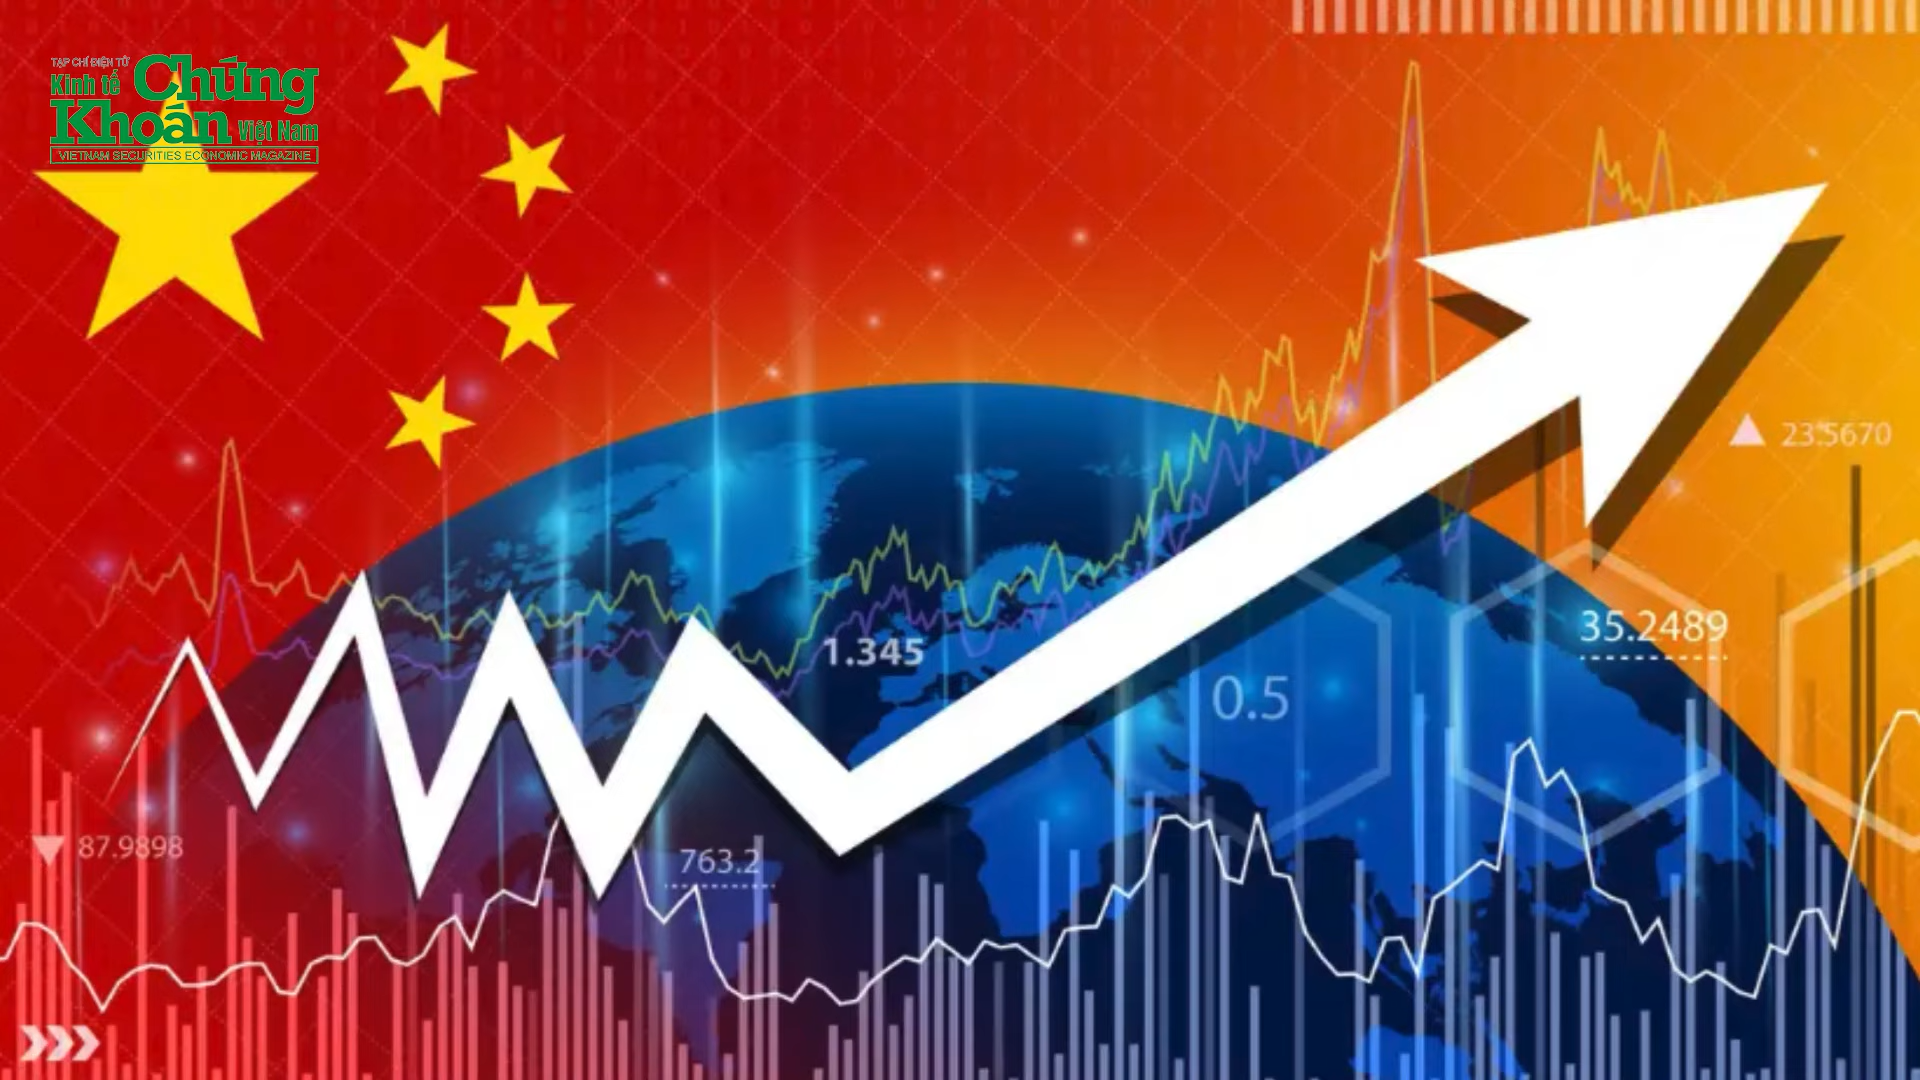 TẠP CHÍ ĐIỆN TỬ
Kinh tế Chứng
Khoán Việt Nam
VIETNAM SECURITIES ECONOMIC MAGAZINE
23.5670
35.2489
1.345
0.5
87.9898
763.2